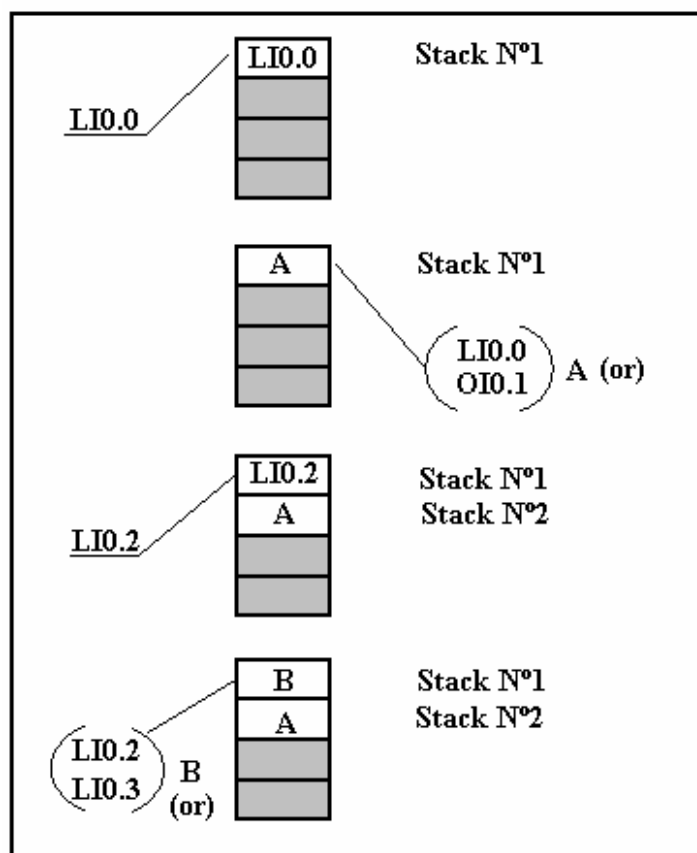 LI0.0 Stack Nº1
LI0.0
A Stack Nº1
LI0.0
OI0.1
A (or)
LI0.2 Stack Nº1
A Stack Nº2
LI0.2
B Stack Nº1
A Stack Nº2
LI0.2
LI0.3
B
(or)